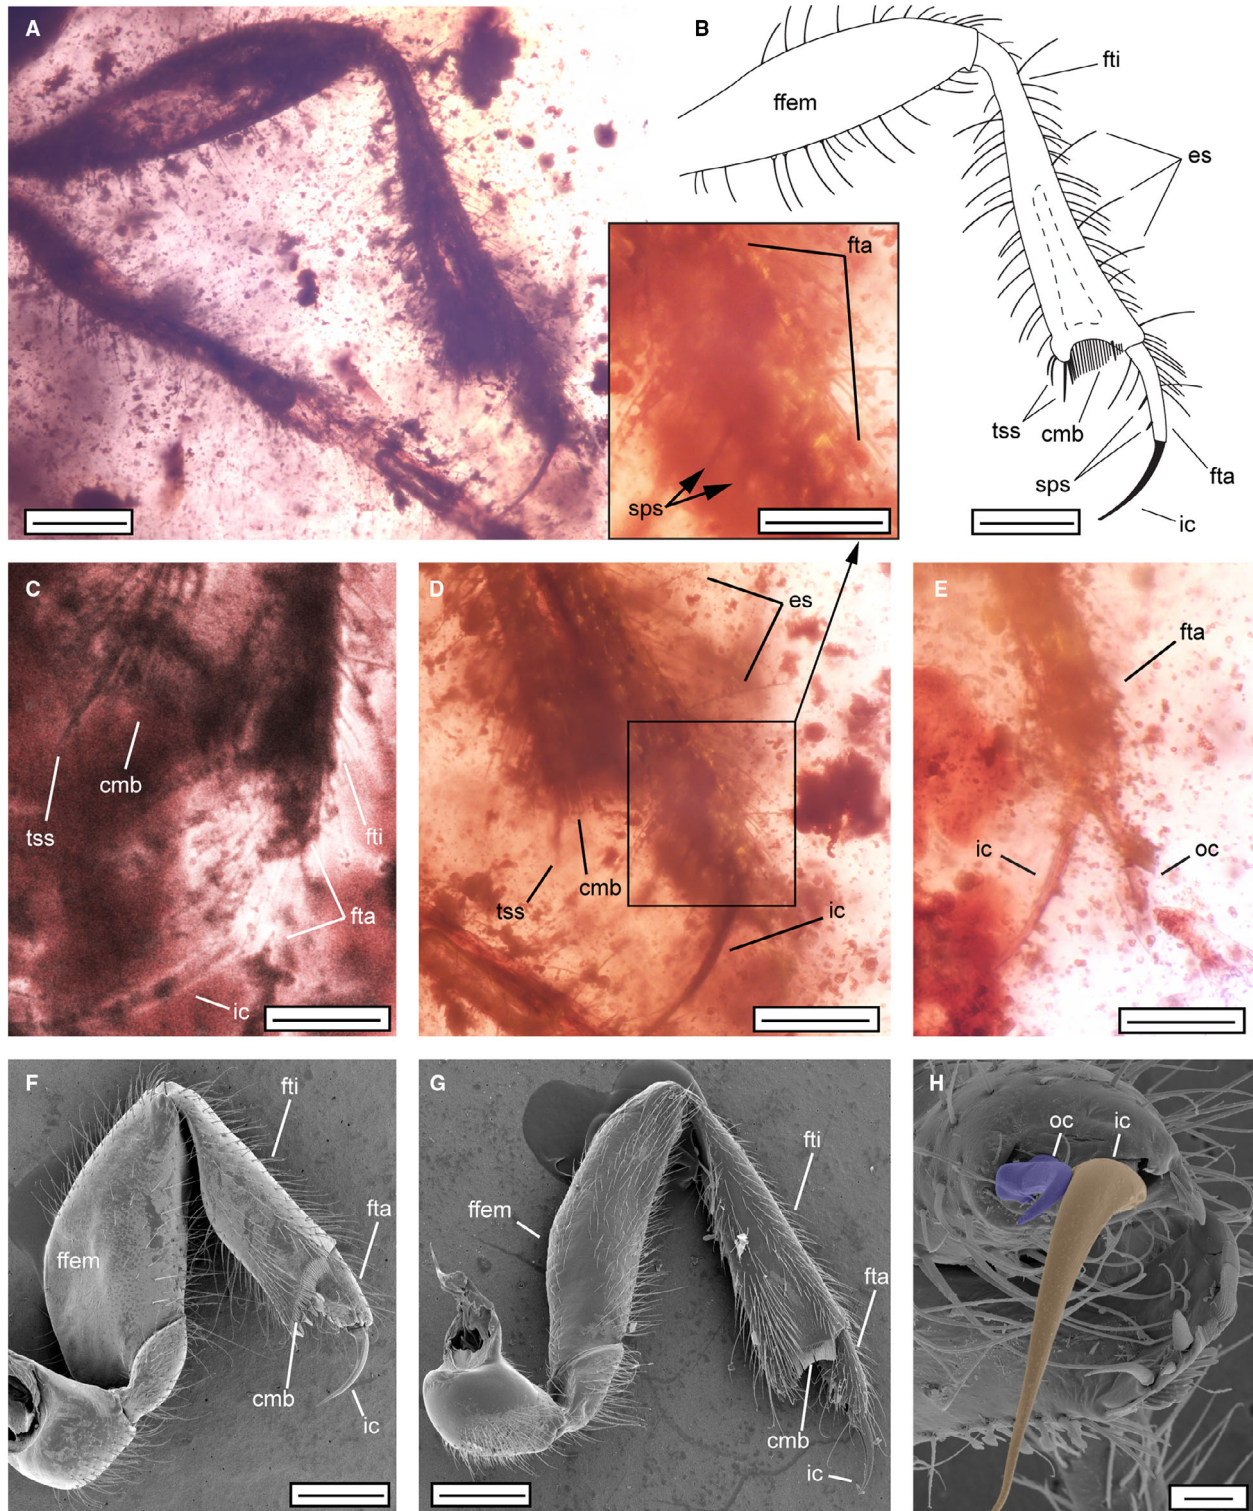 A
B
fti
ffem
es
fta
tss
cmb
sps
sps
fta
ic
C
D
E
es
fta
cmb
tss
fti
ic
oc
cmb
tss
fta
ic
ic
F
G
H
fti
oc
ic
fti
fta
ffem
ffem
fta
cmb
ic
cmb
ic